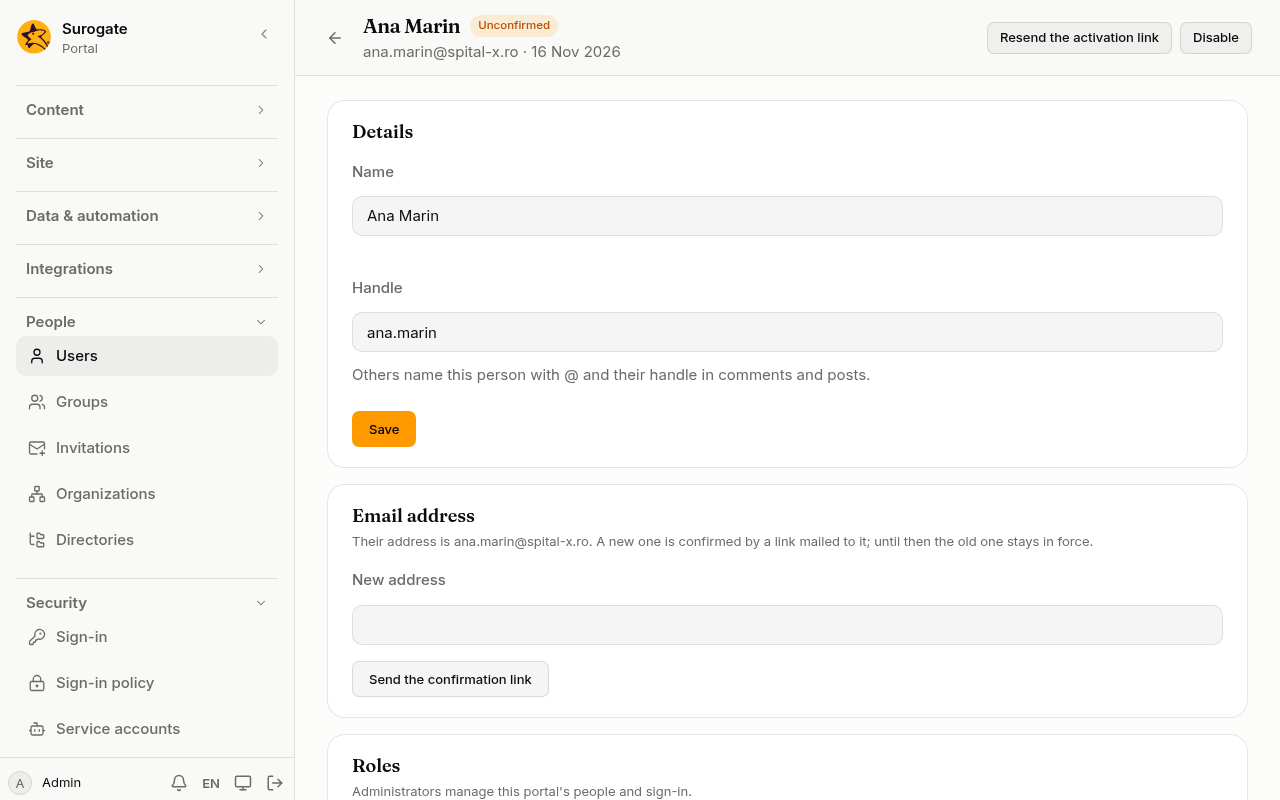 Surogate
Portal
Content
Site
Data & automation
Integrations
People
Users
Groups
Invitations
Organizations
Directories
Security
Sign-in
Sign-in policy
Service accounts
A
Admin
EN
Ana Marin
Unconfirmed
ana.marin@spital-x.ro · 16 Nov 2026
Resend the activation link
Disable
Details
Name
Ana Marin
Handle
ana.marin
Others name this person with @ and their handle in comments and posts.
Save
Email address
Their address is ana.marin@spital-x.ro. A new one is confirmed by a link mailed to it; until then the old one stays in force.
New address
Send the confirmation link
Roles
Administrators manage this portal's people and sign-in.